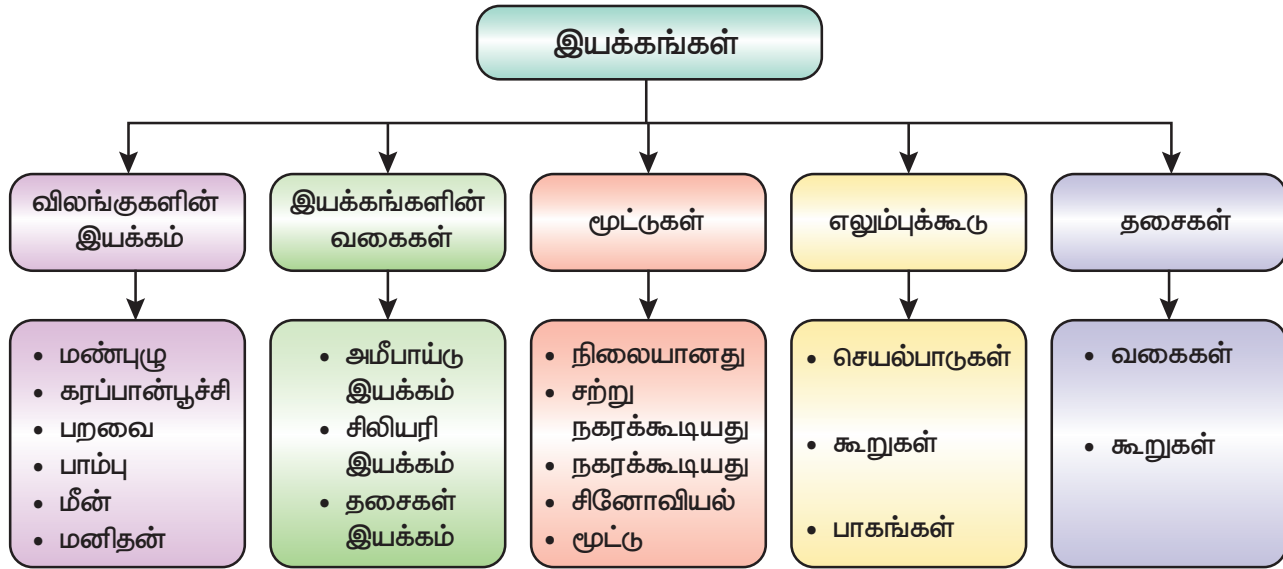 இயக்கங்கள்
விலங்குகளின்
இயக்கம்
இயக்கங்களின்
வகைகள்
மூட்டுகள்
எலும்புக்கூடு
தசைகள்
• மண்புழு
• கரப்பான்பூச்சி
• பறவை
• பாம்பு
• மீன்
• மனிதன்
• அமீபாய்டு
இயக்கம்
• சிலியரி
இயக்கம்
• தசைகள்
இயக்கம்
• நிலையானது
• சற்று
நகரக்கூடியது
• நகரக்கூடியது
• சினோவியல்
• மூட்டு
• செயல்பாடுகள்
• கூறுகள்
• பாகங்கள்
• வகைகள்
• கூறுகள்